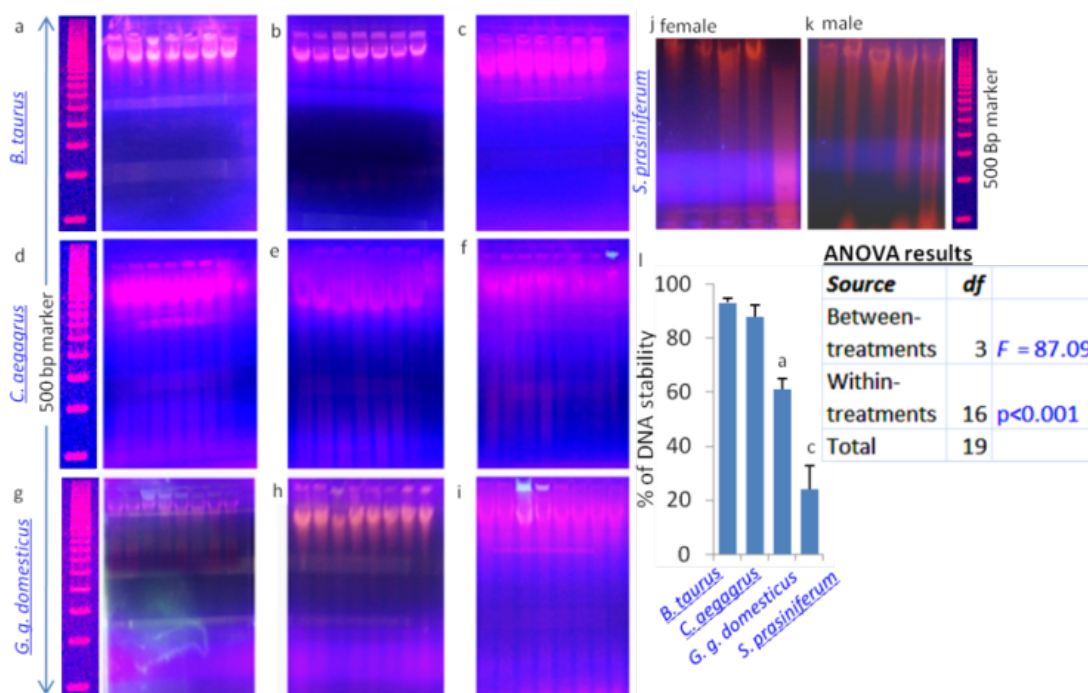 a
b
c
j female
k male
B. taurus
S. prasiniferum
500 Bp marker
d
e
f
C. aegagrus
500 bp marker
g
h
i
G. g. domesticus
l
ANOVA results
Source df
Between-
treatments 3 F = 87.09
Within-
treatments 16 p<0.001
Total 19
% of DNA stability
100
80
60
40
20
0
a
c
B. taurus
C. aegagrus
G. g. domesticus
S. prasiniferum